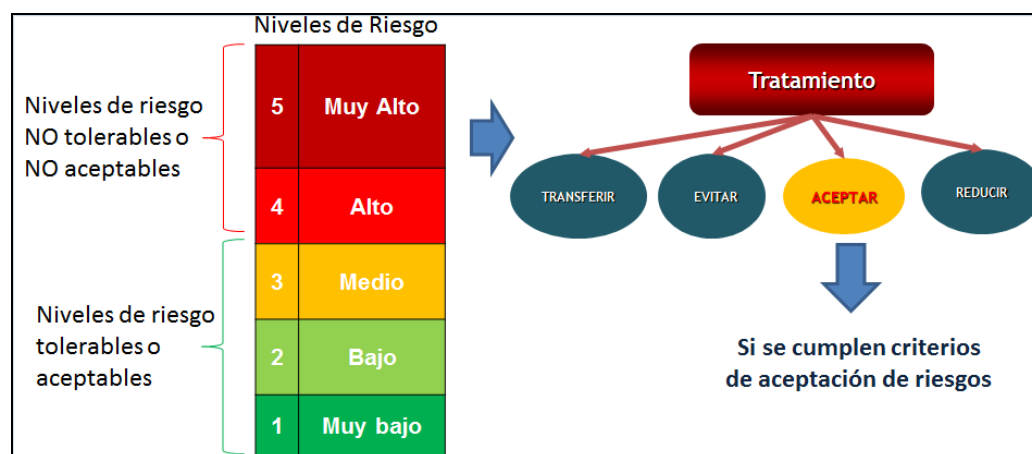 Niveles de Riesgo
Niveles de riesgo
NO tolerables o
NO aceptables
5 Muy Alto
4 Alto
3 Medio
2 Bajo
1 Muy bajo
Niveles de riesgo
tolerables o
aceptables
Tratamiento
TRANSFERIR
EVITAR
ACEPTAR
REDUCIR
Si se cumplen criterios
de aceptación de riesgos